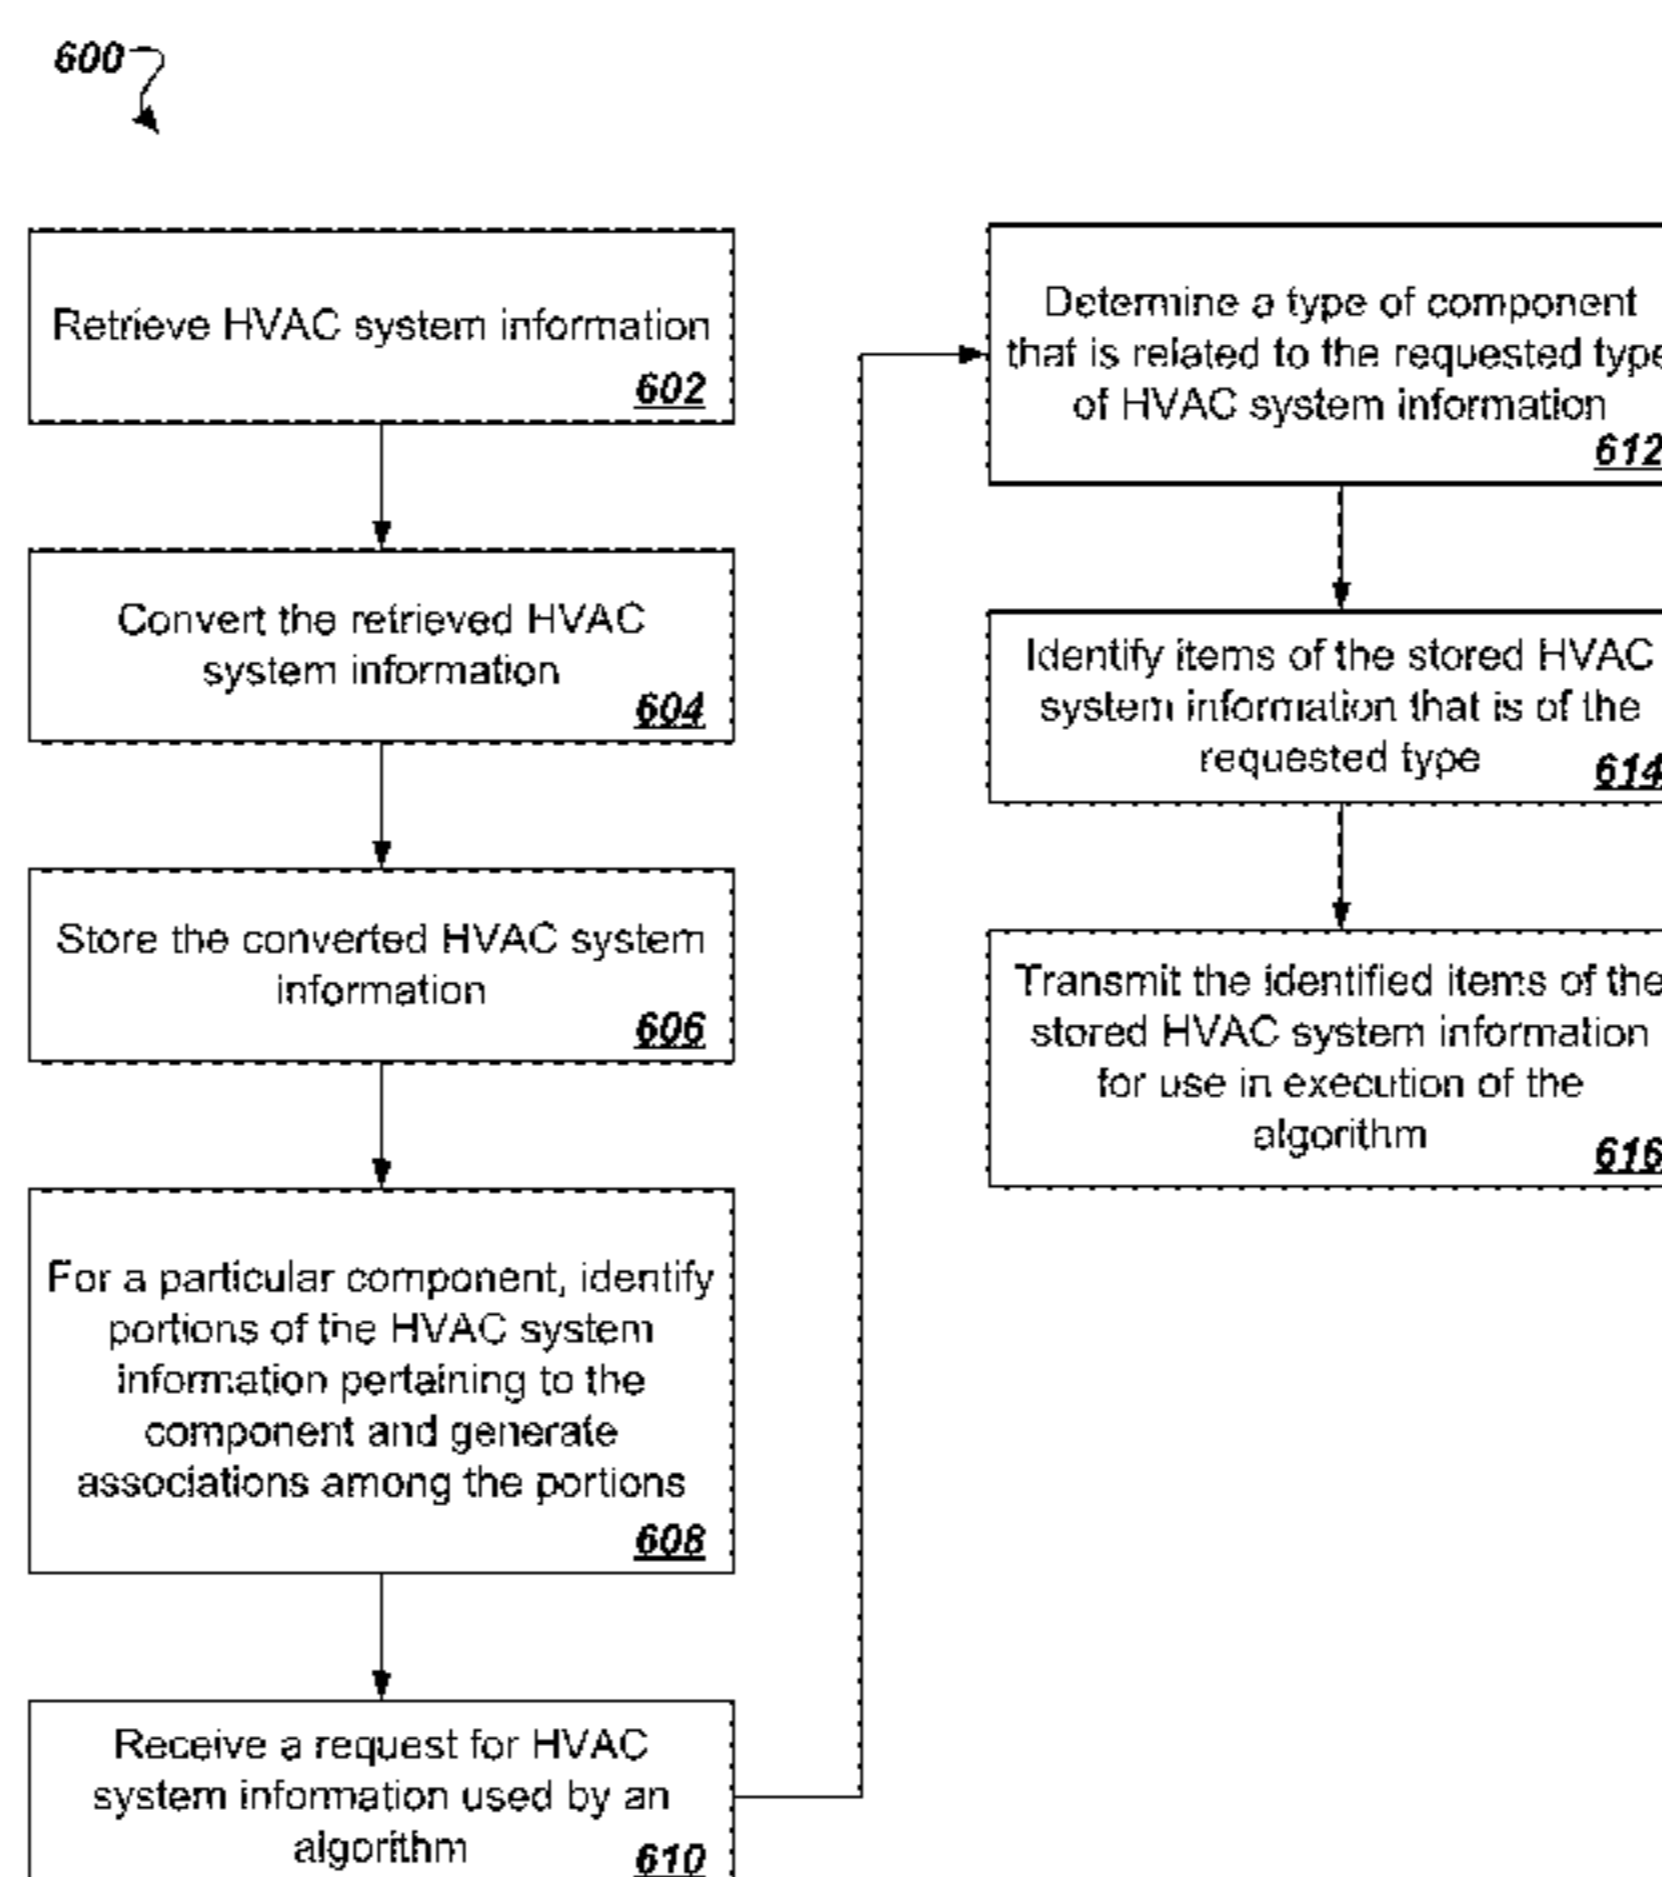 600
Retrieve HVAC system information
602
Convert the retrieved HVAC
system information
604
Store the converted HVAC system
information
606
For a particular component, identify
portions of the HVAC system
information pertaining to the
component and generate
associations among the portions
608
Receive a request for HVAC
system information used by an
algorithm
610
Determine a type of component
that is related to the requested type
of HVAC system information
612
Identify items of the stored HVAC
system information that is of the
requested type
614
Transmit the identified items of the
stored HVAC system information
for use in execution of the
algorithm
616